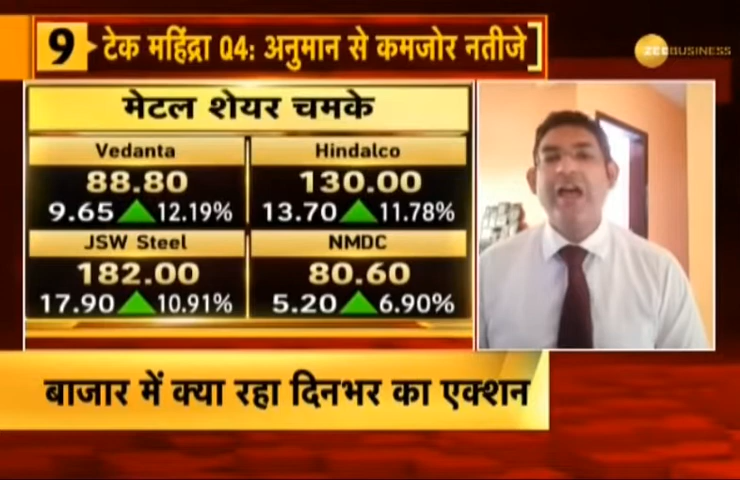 9 टेक महिंद्रा Q4: अनुमान से कमजोर नतीजे
ZEE BUSINESS
मेटल शेयर चमके
Vedanta
88.80
9.65 12.19%
Hindalco
130.00
13.70 11.78%
JSW Steel
182.00
17.90 10.91%
NMDC
80.60
5.20 6.90%
बाजार में क्या रहा दिनभर का एक्शन